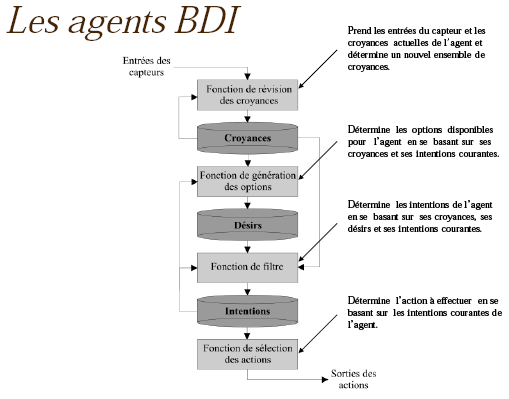 Les agents BDI
Prend les entrées du capteur et les
croyances actuelles de l'agent et
détermine un nouvel ensemble de
croyances.
Entrées des
capteurs
Fonction de révision
des croyances
Croyances
Détermine les options disponibles
pour l'agent en se basant sur ses
croyances et ses intentions courantes.
Fonction de génération
des options
Désirs
Détermine les intentions de l'agent
en se basant sur ses croyances, ses
désirs et ses intentions courantes.
Fonction de filtre
Intentions
Détermine l'action à effectuer en se
basant sur les intentions courantes de
l'agent.
Fonction de sélection
des actions
Sorties des
actions